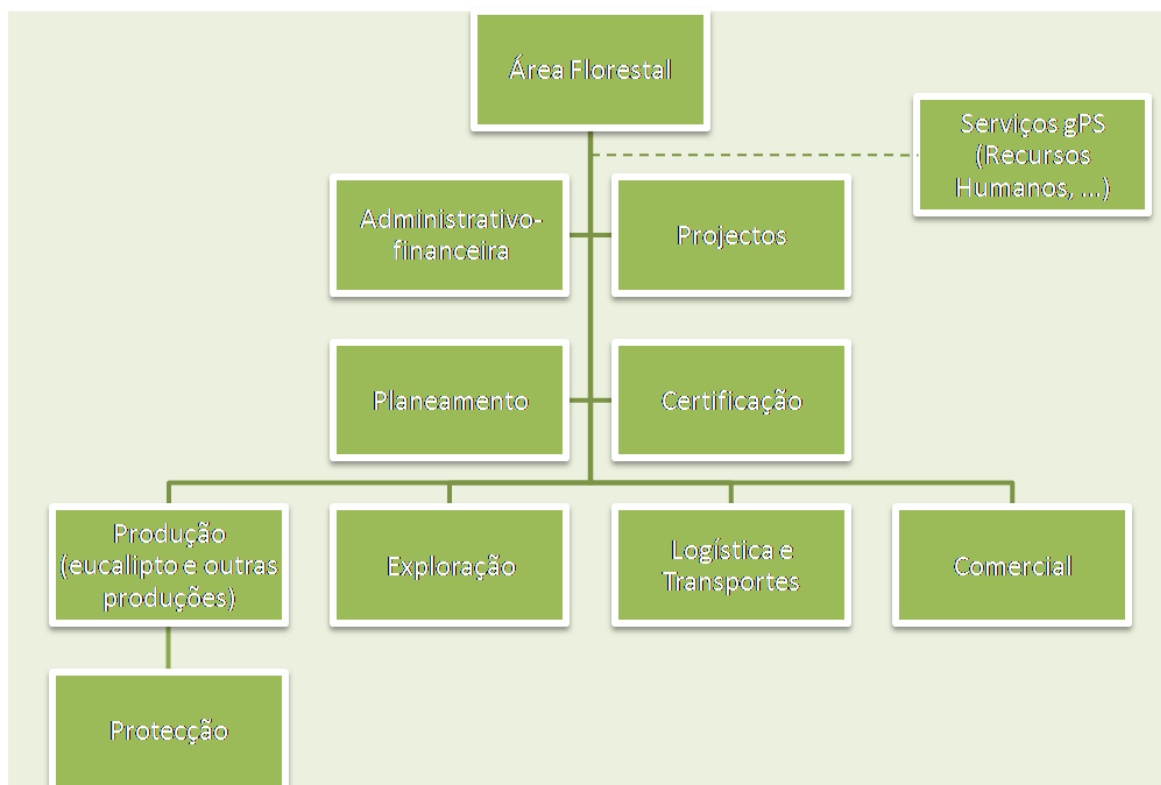 Área Florestal
Serviços gPS
(Recursos
Humanos, ...)
Administrativo-
financeira
Projectos
Planeamento
Certificação
Produção
(eucalipto e outras
produções)
Exploração
Logística e
Transportes
Comercial
Protecção